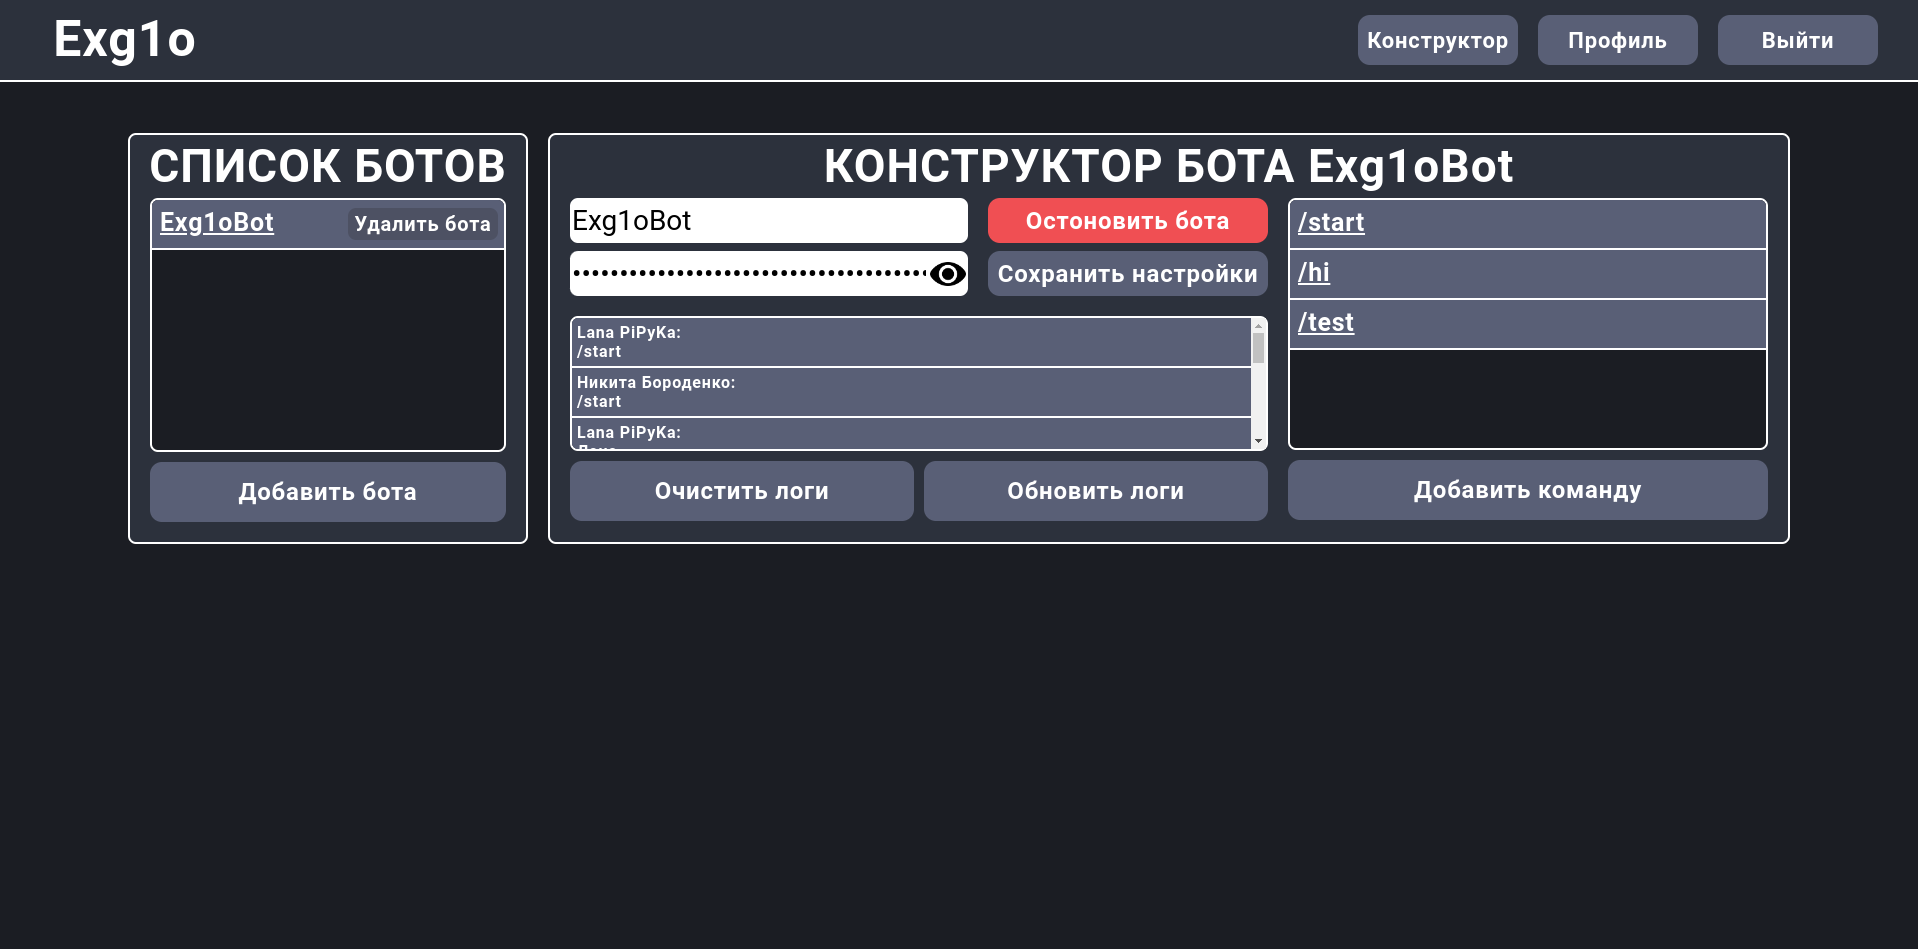 Exg1o
Конструктор
Профиль
Выйти
СПИСОК БОТОВ
Exg1oBot
Удалить бота
Добавить бота
КОНСТРУКТОР БОТА Exg1oBot
Exg1oBot
Остоновить бота
Сохранить настройки
Lana PiPyKa:
/start
Никита Бороденко:
/start
Lana PiPyKa:
Очистить логи
Обновить логи
/start
/hi
/test
Добавить команду